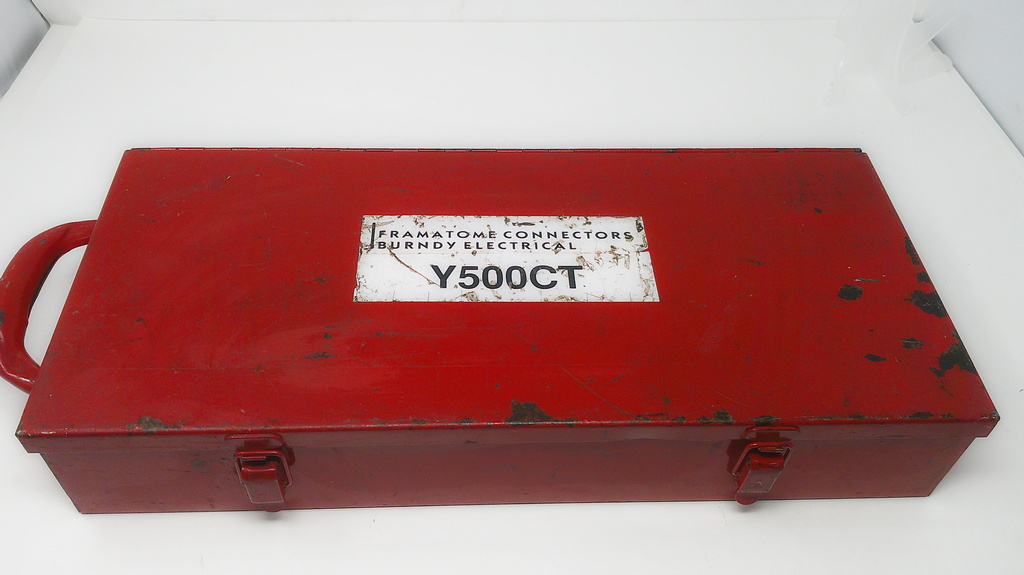 FRAMATOME CONNECTORS
BURNDY ELECTRICAL
Y500CT